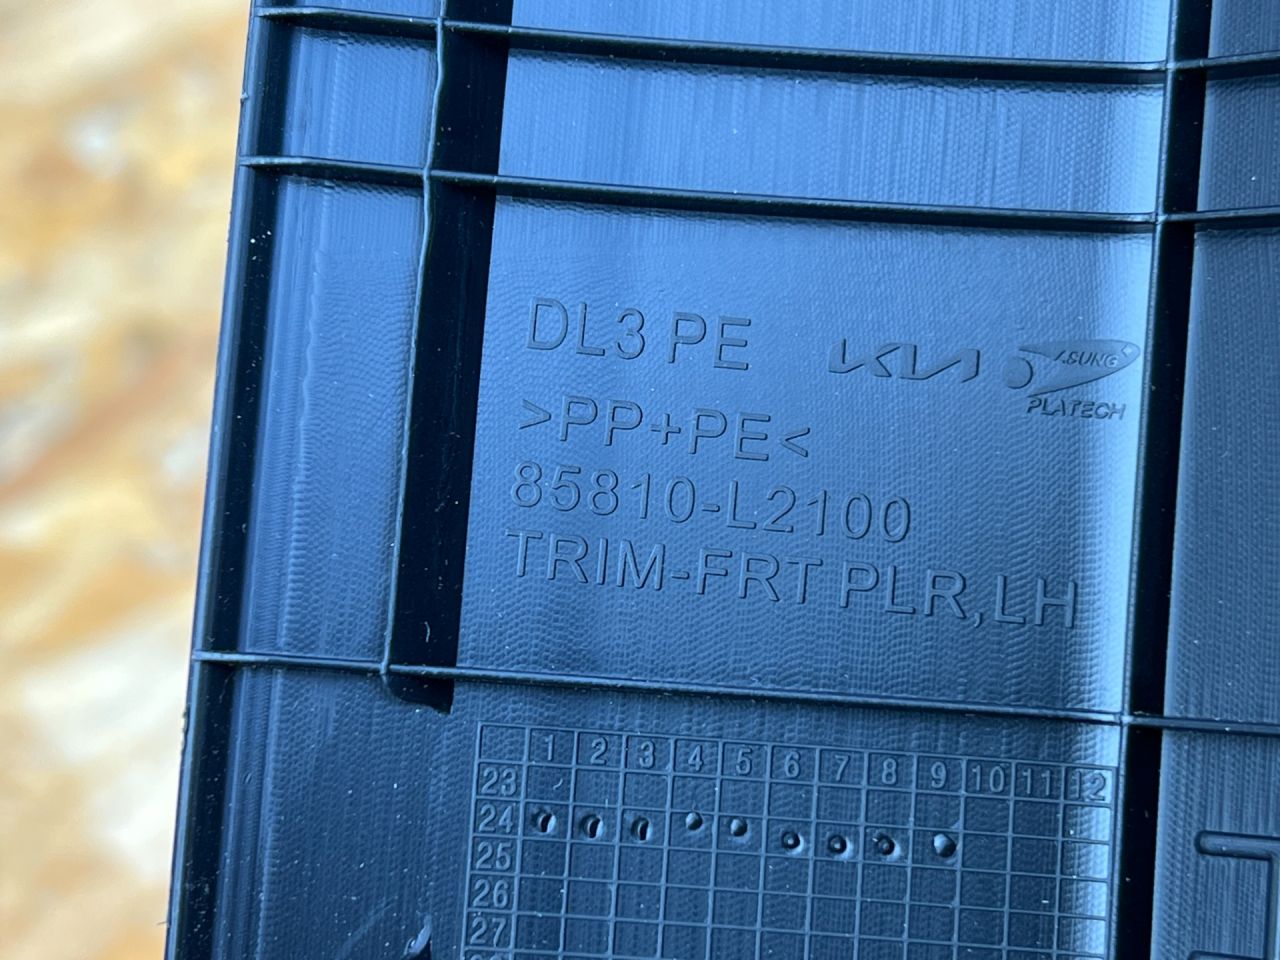 DL3 PE
KIA
PLATECH
>PP+PE<
85810-L2100
TRIM-FRT PLR,LH
1 2 3 4 5 6 7 8 9 10 11 12
23
24
25
26
27